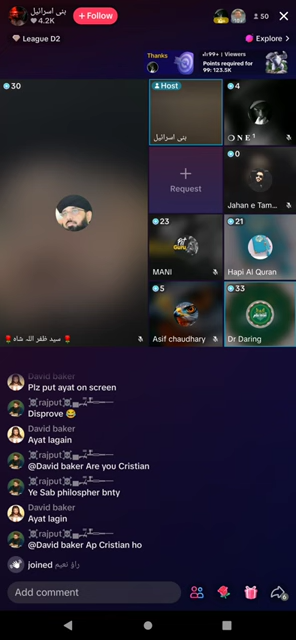 بنی اسرائیل
4.2K
+ Follow
50
League D2
Explore >
Thanks
99+ | Viewers
Points required for
99: 123.5K
30
Host
بنی اسرائیل
4
O N E ¹
+
Request
0
Jahan e Tam...
23
MANI
21
Hapi Al Quran
🌹 سید ظفر اللہ شاہ 🌹
5
Asif chaudhary
33
Dr Daring
David baker
Plz put ayat on screen
rajput
Disprove 😂
David baker
Ayat lagain
rajput
@David baker Are you Cristian
rajput
Ye Sab philospher bnty
David baker
Ayat lagin
rajput
@David baker Ap Cristian ho
راؤ نعیم joined
Add comment
6